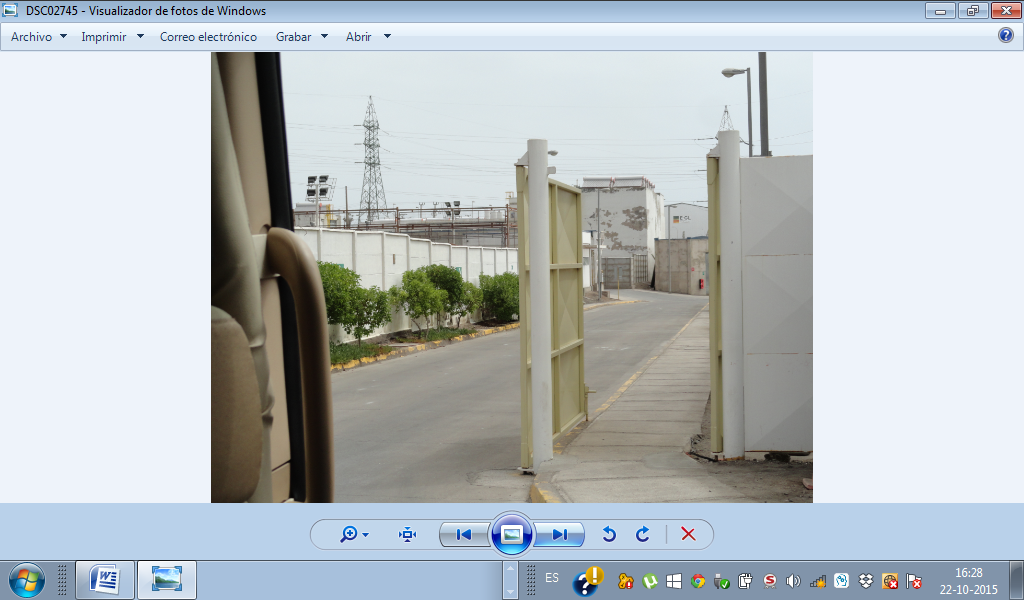 DSC02745 - Visualizador de fotos de Windows
Archivo Imprimir Correo electrónico Grabar Abrir
ES
16:28
22-10-2015